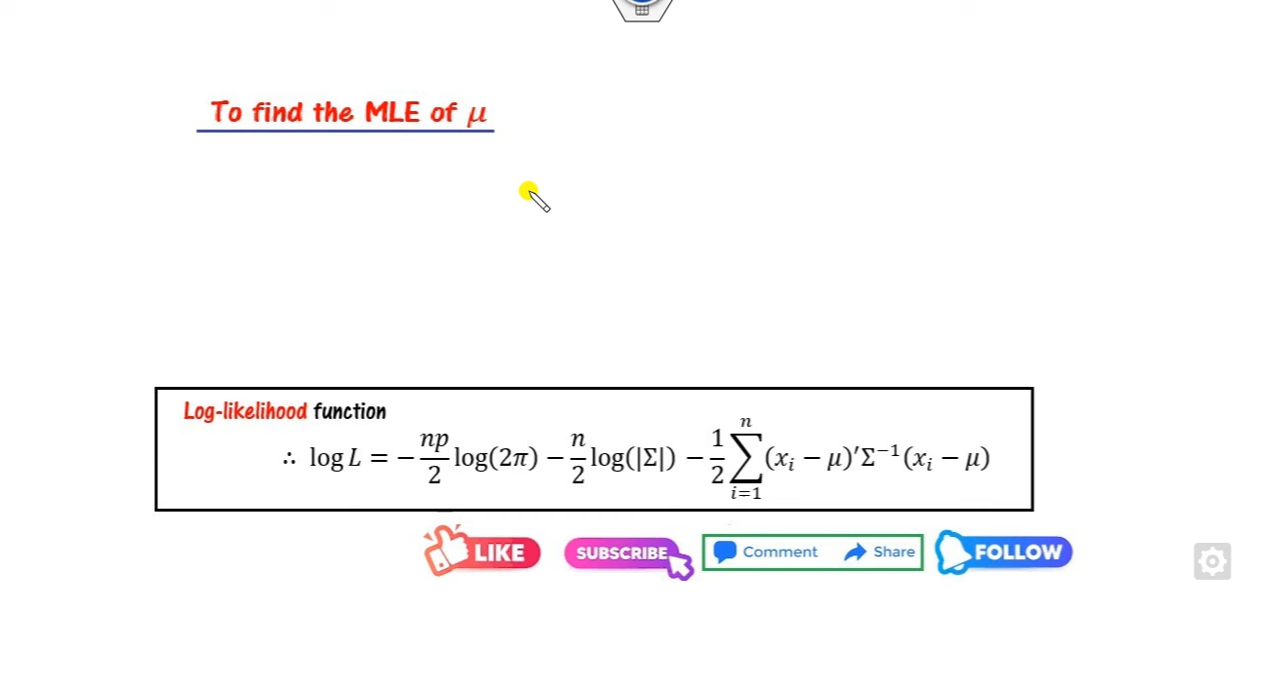 To find the MLE of μ
Log-likelihood function
∴ log L = −np/2 log(2π) − n/2 log(|Σ|) − 1/2 ∑_{i=1}^{n} (x_i − μ)′Σ⁻¹(x_i − μ)
LIKE SUBSCRIBE Comment Share FOLLOW